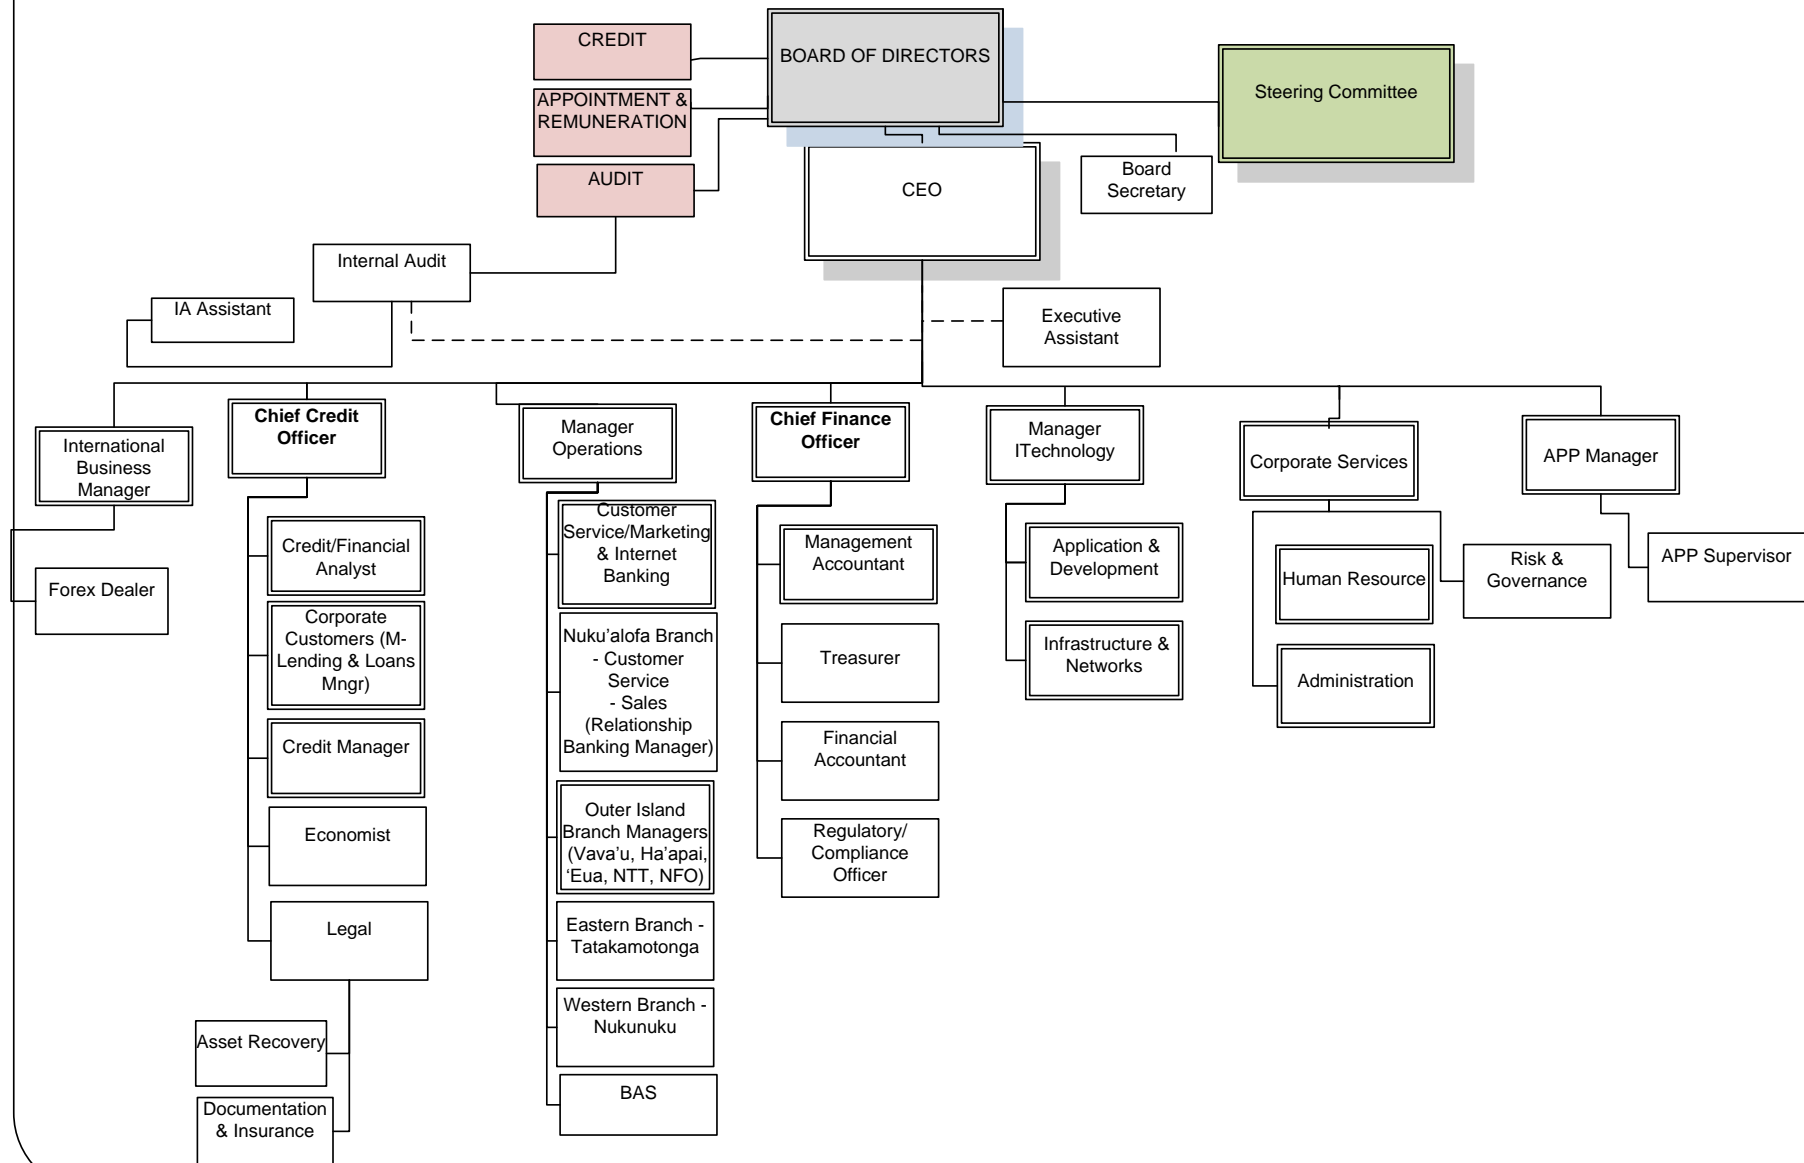 CREDIT
BOARD OF DIRECTORS
Steering Committee
APPOINTMENT &
REMUNERATION
AUDIT
CEO
Board
Secretary
Internal Audit
IA Assistant
Executive
Assistant
International
Business
Manager
Chief Credit
Officer
Manager
Operations
Chief Finance
Officer
Manager
ITechnology
Corporate Services
APP Manager
Forex Dealer
Credit/Financial
Analyst
Corporate
Customers (M-
Lending & Loans
Mngr)
Credit Manager
Economist
Legal
Asset Recovery
Documentation
& Insurance
Customer
Service/Marketing
& Internet
Banking
Nuku’alofa Branch
- Customer
Service
- Sales
(Relationship
Banking Manager)
Outer Island
Branch Managers
(Vava’u, Ha’apai,
‘Eua, NTT, NFO)
Eastern Branch -
Tatakamotonga
Western Branch -
Nukunuku
BAS
Management
Accountant
Treasurer
Financial
Accountant
Regulatory/
Compliance
Officer
Application &
Development
Infrastructure &
Networks
Human Resource
Administration
Risk &
Governance
APP Supervisor